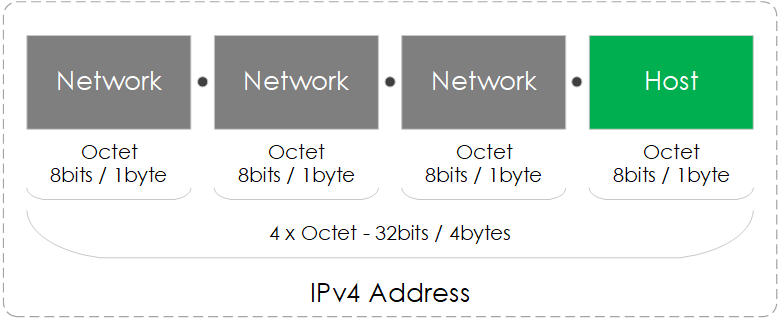 Network Network Network Host
Octet Octet Octet Octet
8bits / 1byte 8bits / 1byte 8bits / 1byte 8bits / 1byte
4 x Octet - 32bits / 4bytes
IPv4 Address